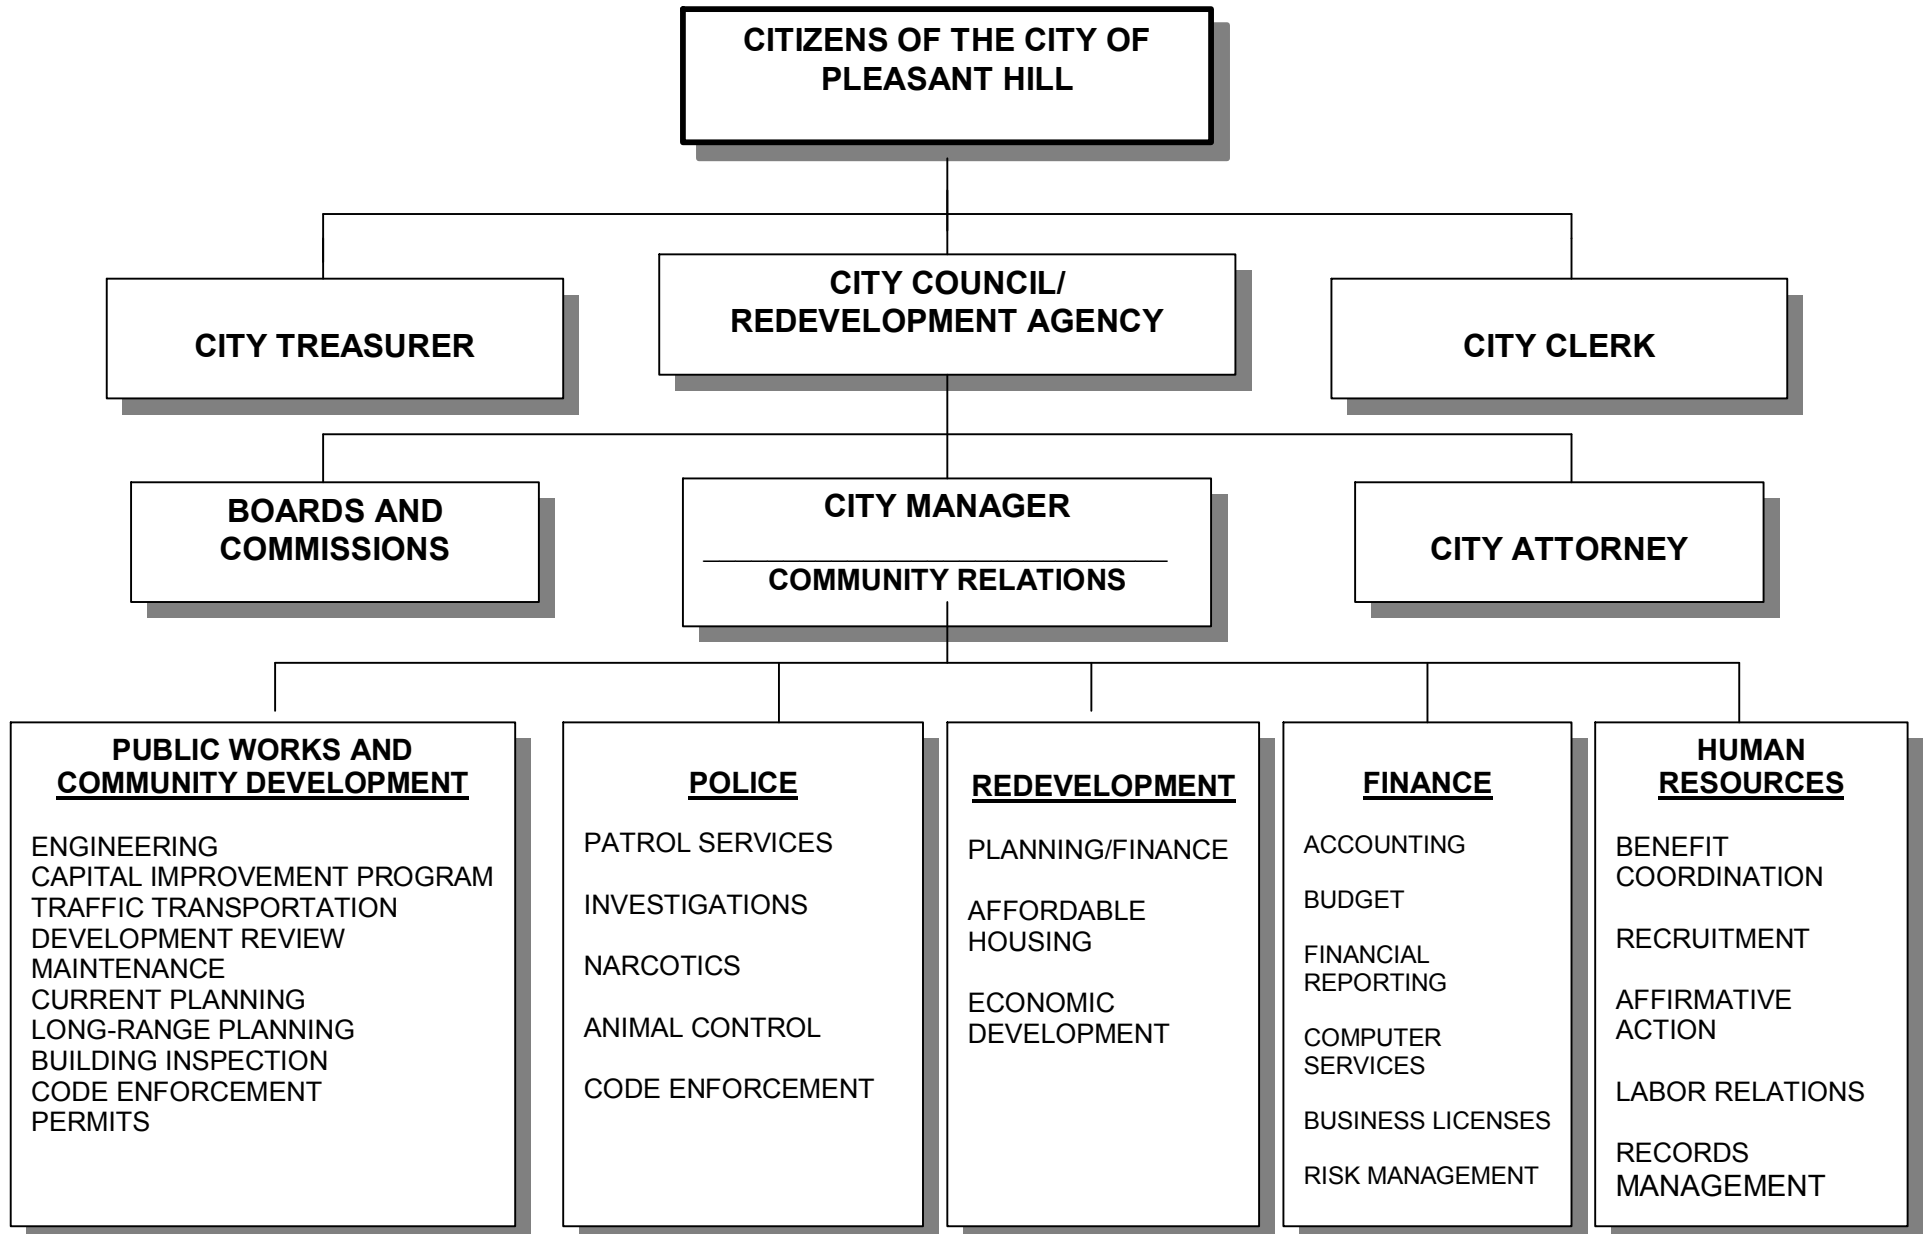 CITIZENS OF THE CITY OF
PLEASANT HILL
CITY TREASURER
CITY COUNCIL/
REDEVELOPMENT AGENCY
CITY CLERK
BOARDS AND
COMMISSIONS
CITY MANAGER
COMMUNITY RELATIONS
CITY ATTORNEY
PUBLIC WORKS AND
COMMUNITY DEVELOPMENT
ENGINEERING
CAPITAL IMPROVEMENT PROGRAM
TRAFFIC TRANSPORTATION
DEVELOPMENT REVIEW
MAINTENANCE
CURRENT PLANNING
LONG-RANGE PLANNING
BUILDING INSPECTION
CODE ENFORCEMENT
PERMITS
POLICE
PATROL SERVICES
INVESTIGATIONS
NARCOTICS
ANIMAL CONTROL
CODE ENFORCEMENT
REDEVELOPMENT
PLANNING/FINANCE
AFFORDABLE
HOUSING
ECONOMIC
DEVELOPMENT
FINANCE
ACCOUNTING
BUDGET
FINANCIAL
REPORTING
COMPUTER
SERVICES
BUSINESS LICENSES
RISK MANAGEMENT
HUMAN
RESOURCES
BENEFIT
COORDINATION
RECRUITMENT
AFFIRMATIVE
ACTION
LABOR RELATIONS
RECORDS
MANAGEMENT